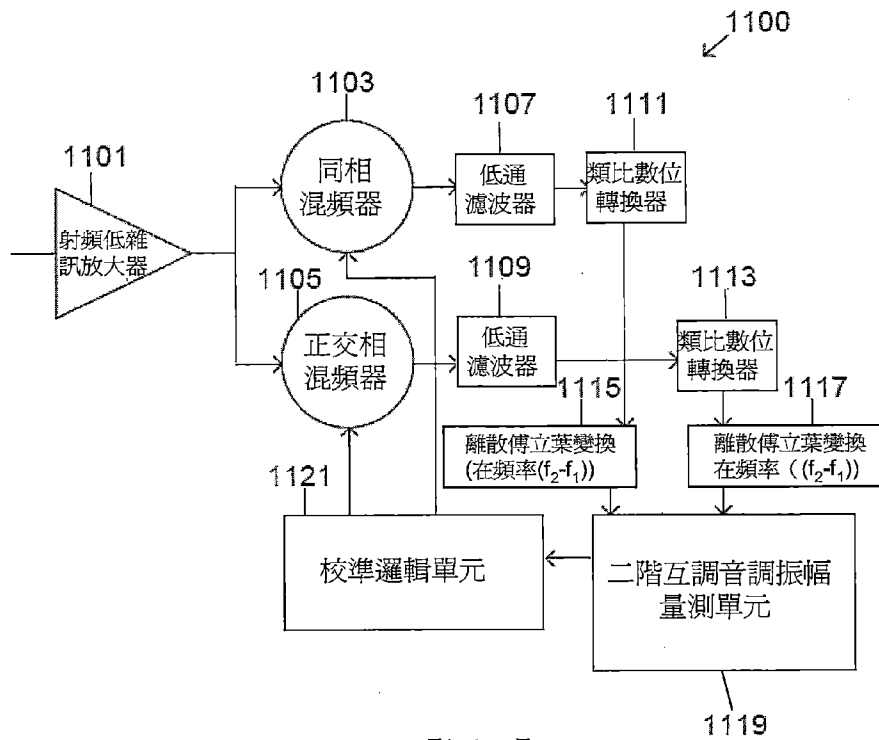 1100
1103
1107
1111
1101
同相
混頻器
低通
濾波器
類比數位
轉換器
射頻低雜
訊放大器
1105
1109
1113
正交相
混頻器
低通
濾波器
類比數位
轉換器
1115
1117
離散傅立葉變換
(在頻率(f₂-f₁))
離散傅立葉變換
在頻率（(f₂-f₁))
1121
校準邏輯單元
二階互調音調振幅
量測單元
1119